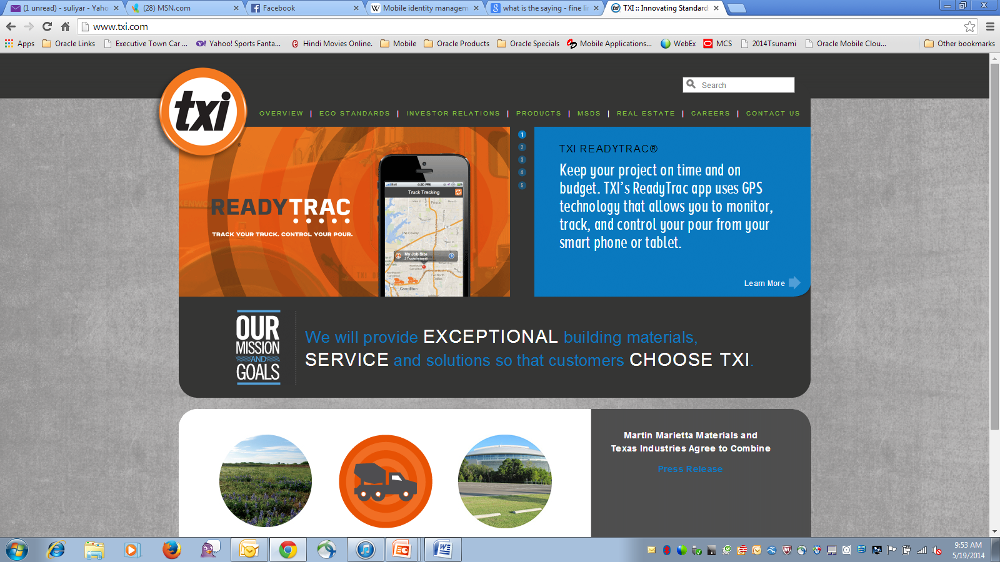 (1 unread) - suliyar - Yaho
(28) MSN.com
Facebook
Mobile identity managem
what is the saying - fine li
TXI :: Innovating Standard
www.txi.com
Apps
Oracle Links
Executive Town Car ...
Yahoo! Sports Fanta...
Hindi Movies Online.
Mobile
Oracle Products
Oracle Specials
Mobile Applications...
WebEx
MCS
2014Tsunami
Oracle Mobile Clou...
Other bookmarks
txi
Search
OVERVIEW | ECO STANDARDS | INVESTOR RELATIONS | PRODUCTS | MSDS | REAL ESTATE | CAREERS | CONTACT US
READYTRAC
TRACK YOUR TRUCK. CONTROL YOUR POUR.
4:20 PM
Truck Tracking
The Colony
My Job Site
2 Trucks in transit
Carrollton
1
2
3
4
5
TXI READYTRAC®
Keep your project on time and on
budget. TXI's ReadyTrac app uses GPS
technology that allows you to monitor,
track, and control your pour from your
smart phone or tablet.
Learn More
OUR
MISSION
AND
GOALS
We will provide EXCEPTIONAL building materials,
SERVICE and solutions so that customers CHOOSE TXI.
Martin Marietta Materials and
Texas Industries Agree to Combine
Press Release
9:53 AM
5/19/2014